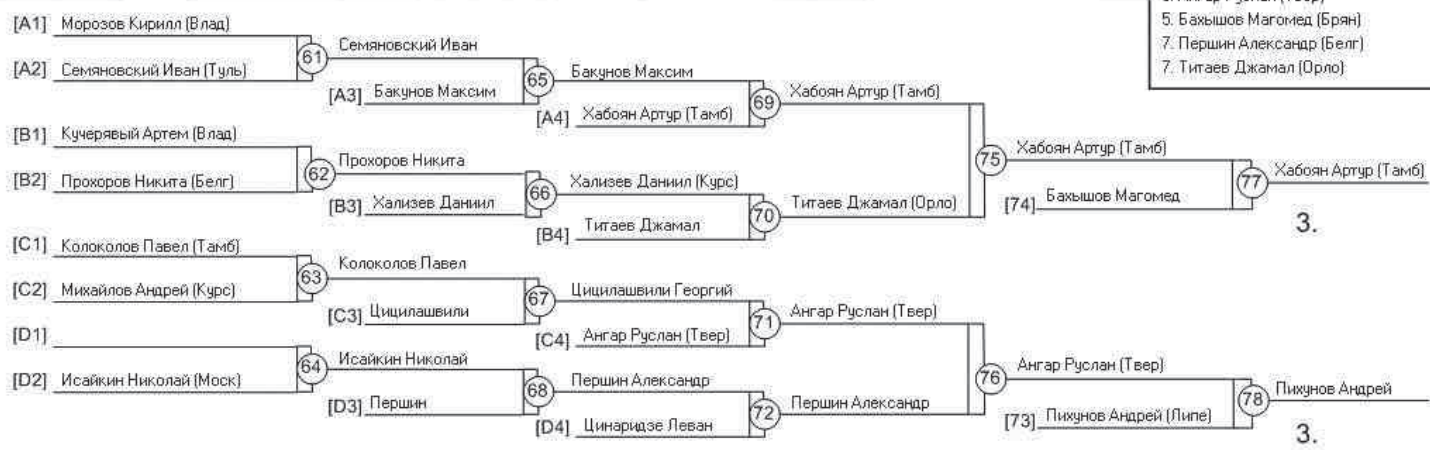 5. Бахышов Магомед (Брян)
7. Першин Александр (Белг)
7. Титаев Джамал (Орло)
[A1] Морозов Кирилл (Влад)
61 Семяновский Иван
[A2] Семяновский Иван (Туль)
65 Бакунов Максим
[A3] Бакунов Максим
69 Хабоян Артур (Тамб)
[A4] Хабоян Артур (Тамб)
[B1] Кучерявый Артем (Влад)
62 Прохоров Никита
[B2] Прохоров Никита (Белг)
66 Хализев Даниил (Курс)
[B3] Хализев Даниил
70 Титаев Джамал (Орло)
[B4] Титаев Джамал
75 Хабоян Артур (Тамб)
77 Хабоян Артур (Тамб)
[74] Бахышов Магомед
3.
[C1] Колоколов Павел (Тамб)
63 Колоколов Павел
[C2] Михайлов Андрей (Курс)
67 Цицилашвили Георгий
[C3] Цицилашвили
71 Ангар Руслан (Твер)
[C4] Ангар Руслан (Твер)
[D1]
64 Исайкин Николай
[D2] Исайкин Николай (Моск)
68 Першин Александр
[D3] Першин
72 Першин Александр
[D4] Цинаридзе Леван
76 Ангар Руслан (Твер)
78 Пихунов Андрей
[73] Пихунов Андрей (Липе)
3.